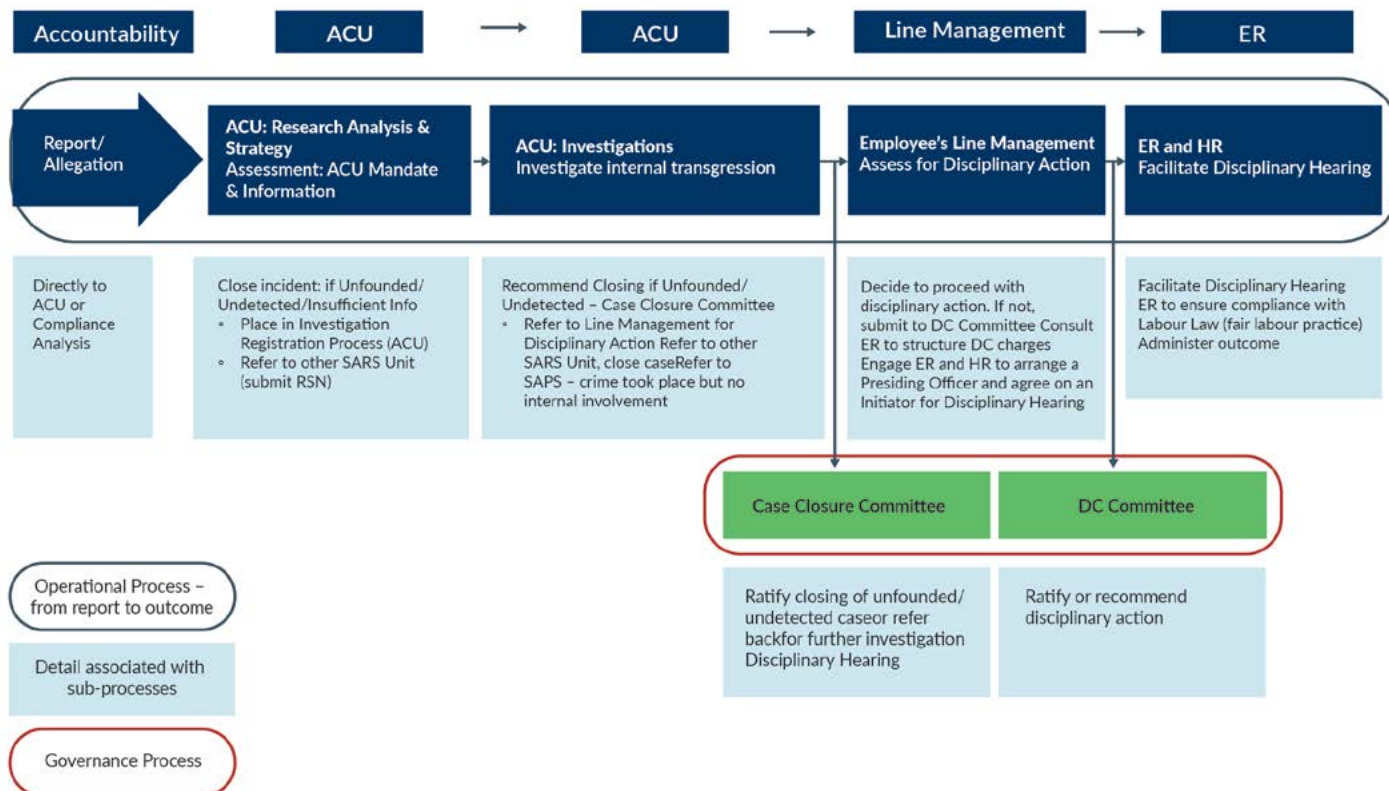 Accountability
ACU
ACU
Line Management
ER
Report/
Allegation
ACU: Research Analysis &
Strategy
Assessment: ACU Mandate
& Information
ACU: Investigations
Investigate internal transgression
Employee's Line Management
Assess for Disciplinary Action
ER and HR
Facilitate Disciplinary Hearing
Directly to
ACU or
Compliance
Analysis
Close incident: if Unfounded/
Undetected/Insufficient Info
• Place in Investigation
Registration Process (ACU)
• Refer to other SARS Unit
(submit RSN)
Recommend Closing if Unfounded/
Undetected – Case Closure Committee
• Refer to Line Management for
Disciplinary Action Refer to other
SARS Unit, close caseRefer to
SAPS – crime took place but no
internal involvement
Decide to proceed with
disciplinary action. If not,
submit to DC Committee Consult
ER to structure DC charges
Engage ER and HR to arrange a
Presiding Officer and agree on an
Initiator for Disciplinary Hearing
Facilitate Disciplinary Hearing
ER to ensure compliance with
Labour Law (fair labour practice)
Administer outcome
Case Closure Committee
DC Committee
Ratify closing of unfounded/
undetected caseor refer
backfor further investigation
Disciplinary Hearing
Ratify or recommend
disciplinary action
Operational Process –
from report to outcome
Detail associated with
sub-processes
Governance Process